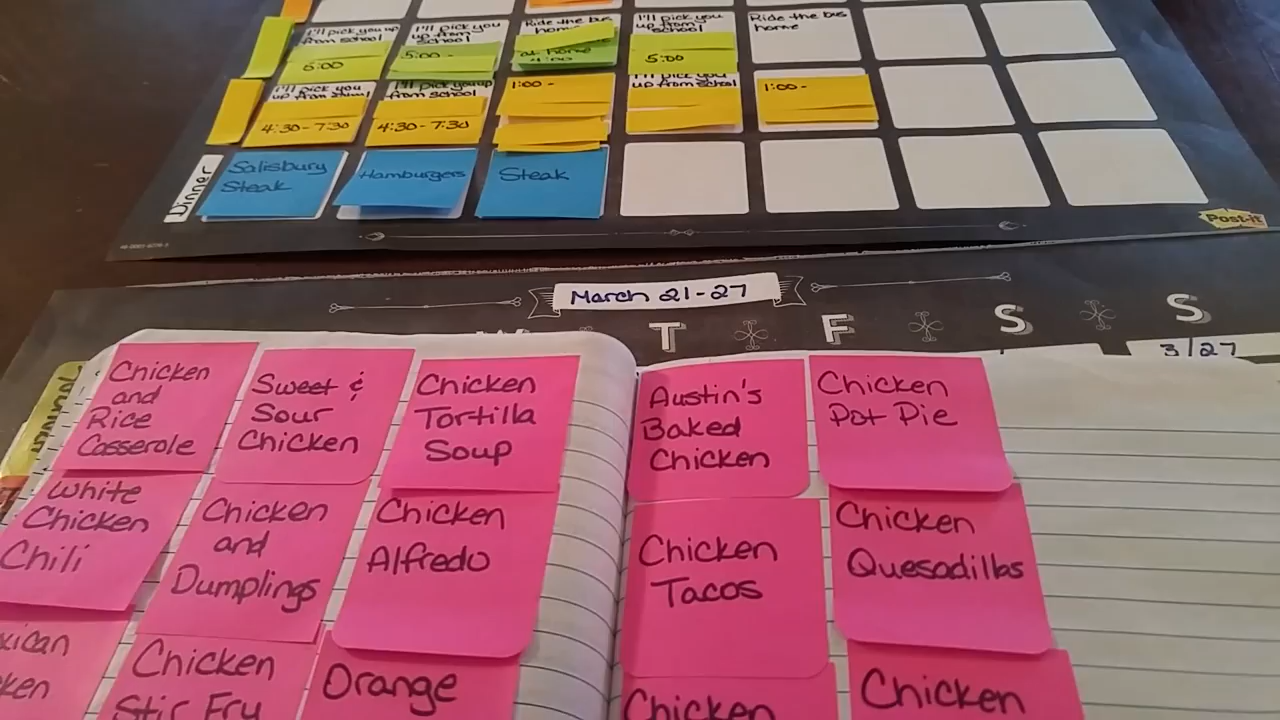 I'll pick you
up from school
6:00
I'll pick you
up from school
5:00 -
Ride the bus
home
at home
4:00
I'll pick you
up from school
5:00
Ride the bus
home
I'll pick you
up from
4:30-7:30
I'll pick you
up from school
4:30-7:30
1:00 -
I'll pick you
up from school
1:00 -
Dinner
Salisbury
Steak
Hamburgers
Steak
Post-it
March 21-27
T F S S
3/27
Chicken
and
Rice
Casserole
Sweet &
Sour
Chicken
Chicken
Tortilla
Soup
Austin's
Baked
Chicken
Chicken
Pot Pie
White
Chicken
Chili
Chicken
and
Dumplings
Chicken
Alfredo
Chicken
Tacos
Chicken
Quesadillas
Chicken
Stir Fry
Orange
Chicken
Chicken